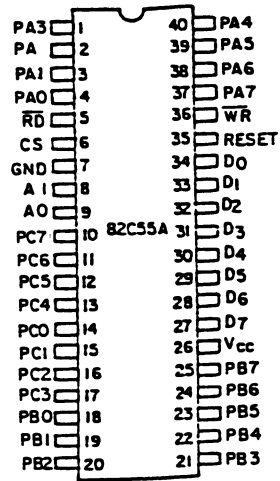 PA3 1 40 PA4
PA 2 39 PA5
PA1 3 38 PA6
PA0 4 37 PA7
R̅D̅ 5 36 W̅R̅
CS 6 35 RESET
GND 7 34 D0
A1 8 33 D1
A0 9 32 D2
PC7 10 82C55A 31 D3
PC6 11 30 D4
PC5 12 29 D5
PC4 13 28 D6
PC0 14 27 D7
PC1 15 26 Vcc
PC2 16 25 PB7
PC3 17 24 PB6
PB0 18 23 PB5
PB1 19 22 PB4
PB2 20 21 PB3